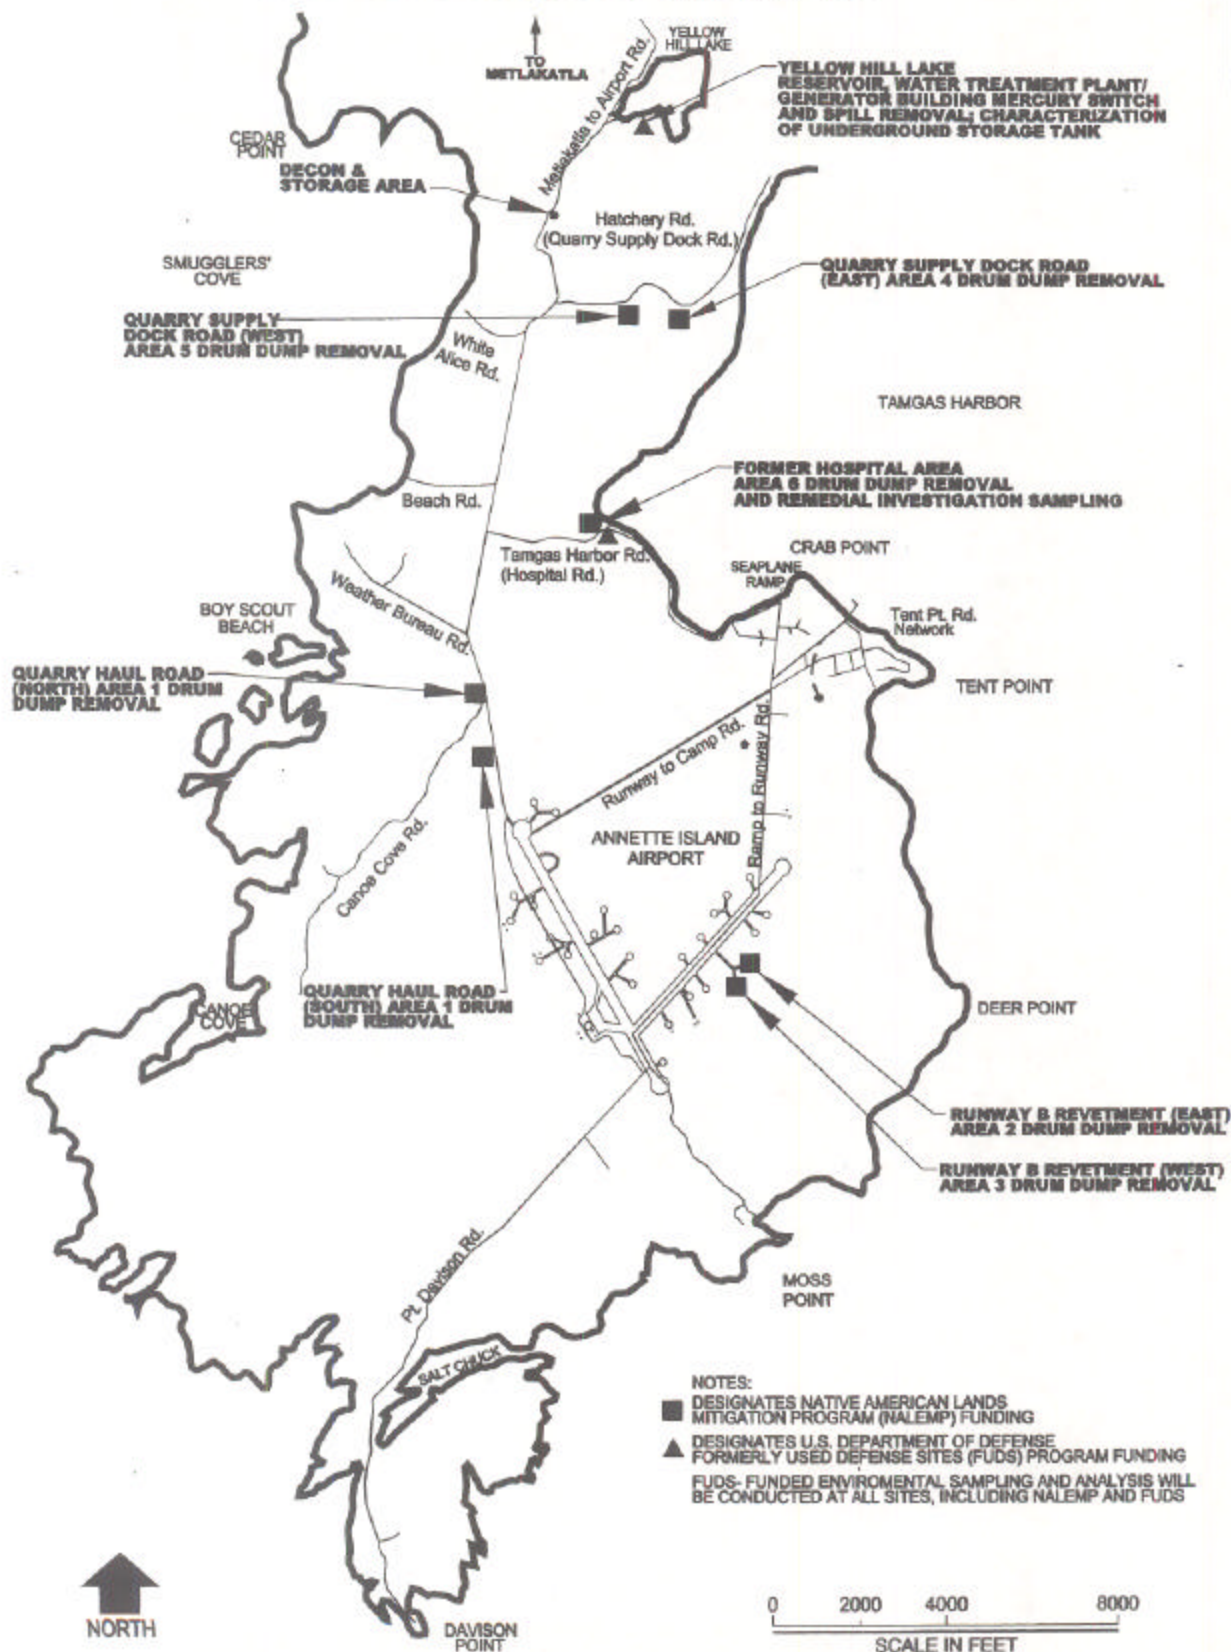 YELLOW
HILL LAKE
TO
METLAKATLA
Metlakatla to Airport Rd.
YELLOW HILL LAKE
RESERVOIR, WATER TREATMENT PLANT/
GENERATOR BUILDING MERCURY SWITCH
AND SPILL REMOVAL; CHARACTERIZATION
OF UNDERGROUND STORAGE TANK
CEDAR
POINT
DECON &
STORAGE AREA
Hatchery Rd.
(Quarry Supply Dock Rd.)
SMUGGLERS'
COVE
QUARRY SUPPLY DOCK ROAD
(EAST) AREA 4 DRUM DUMP REMOVAL
QUARRY SUPPLY
DOCK ROAD (WEST)
AREA 5 DRUM DUMP REMOVAL
White
Alice Rd.
TAMGAS HARBOR
FORMER HOSPITAL AREA
AREA 6 DRUM DUMP REMOVAL
AND REMEDIAL INVESTIGATION SAMPLING
Beach Rd.
Tamgas Harbor Rd.
(Hospital Rd.)
CRAB POINT
SEAPLANE
RAMP
Weather Bureau Rd.
BOY SCOUT
BEACH
Tent Pt. Rd.
Network
QUARRY HAUL ROAD
(NORTH) AREA 1 DRUM
DUMP REMOVAL
TENT POINT
Runway to Camp Rd.
Ramp to Runway Rd.
ANNETTE ISLAND
AIRPORT
Canoe Cove Rd.
QUARRY HAUL ROAD
(SOUTH) AREA 1 DRUM
DUMP REMOVAL
CANOE
COVE
DEER POINT
RUNWAY B REVETMENT (EAST)
AREA 2 DRUM DUMP REMOVAL
RUNWAY B REVETMENT (WEST)
AREA 3 DRUM DUMP REMOVAL
Pt. Davison Rd.
MOSS
POINT
SALT CHUCK
NOTES:
DESIGNATES NATIVE AMERICAN LANDS
MITIGATION PROGRAM (NALEMP) FUNDING
DESIGNATES U.S. DEPARTMENT OF DEFENSE
FORMERLY USED DEFENSE SITES (FUDS) PROGRAM FUNDING
FUDS- FUNDED ENVIROMENTAL SAMPLING AND ANALYSIS WILL
BE CONDUCTED AT ALL SITES, INCLUDING NALEMP AND FUDS
NORTH
DAVISON
POINT
0 2000 4000 8000
SCALE IN FEET